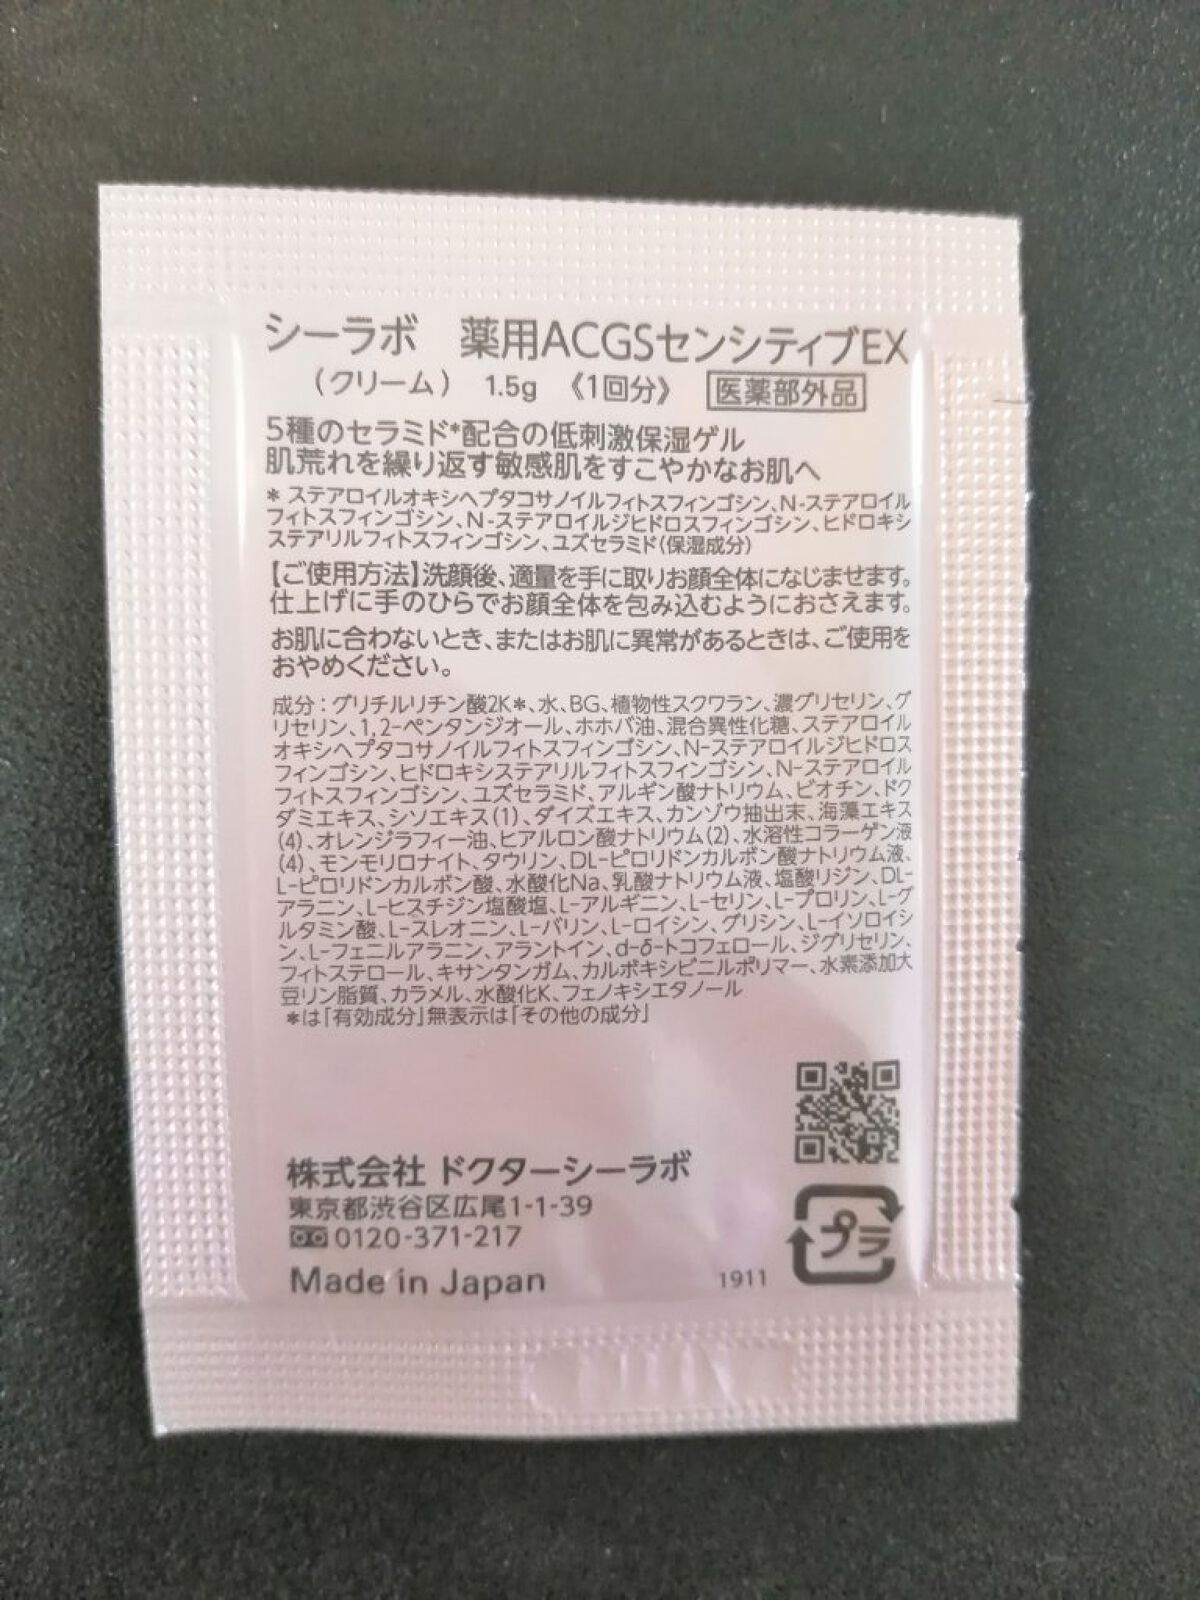 シーラボ 薬用ACGSセンシティブEX
(クリーム) 1.5g 《1回分》 医薬部外品
5種のセラミド*配合の低刺激保湿ゲル
肌荒れを繰り返す敏感肌をすこやかなお肌へ
* ステアロイルオキシヘプタコサノイルフィトスフィンゴシン、N-ステアロイル
フィトスフィンゴシン、N-ステアロイルジヒドロスフィンゴシン、ヒドロキシ
ステアリルフィトスフィンゴシン、ユズセラミド(保湿成分)
【ご使用方法】洗顔後、適量を手に取りお顔全体になじませます。
仕上げに手のひらでお顔全体を包み込むようにおさえます。
お肌に合わないとき、またはお肌に異常があるときは、ご使用を
おやめください。
成分:グリチルリチン酸2K*、水、BG、植物性スクワラン、濃グリセリン、グ
リセリン、1,2-ペンタンジオール、ホホバ油、混合異性化糖、ステアロイル
オキシヘプタコサノイルフィトスフィンゴシン、N-ステアロイルジヒドロス
フィンゴシン、ヒドロキシステアリルフィトスフィンゴシン、N-ステアロイル
フィトスフィンゴシン、ユズセラミド、アルギン酸ナトリウム、ビオチン、ドク
ダミエキス、シソエキス(1)、ダイズエキス、カンゾウ抽出末、海藻エキス
(4)、オレンジラフィー油、ヒアルロン酸ナトリウム(2)、水溶性コラーゲン液
(4)、モンモリロナイト、タウリン、DL-ピロリドンカルボン酸ナトリウム液、
L-ピロリドンカルボン酸、水酸化Na、乳酸ナトリウム液、塩酸リジン、DL-
アラニン、L-ヒスチジン塩酸塩、L-アルギニン、L-セリン、L-プロリン、L-グ
ルタミン酸、L-スレオニン、L-バリン、L-ロイシン、グリシン、L-イソロイシ
ン、L-フェニルアラニン、アラントイン、d-δ-トコフェロール、ジグリセリン、
フィトステロール、キサンタンガム、カルボキシビニルポリマー、水素添加大
豆リン脂質、カラメル、水酸化K、フェノキシエタノール
*は「有効成分」無表示は「その他の成分」
株式会社 ドクターシーラボ
東京都渋谷区広尾1-1-39
0120-371-217
Made in Japan
1911
プラ